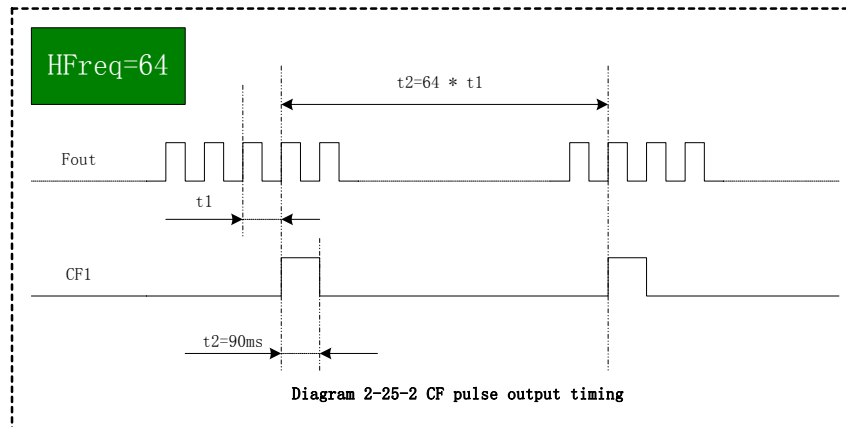 HFreq=64
t2=64 * t1
Fout
t1
CF1
t2=90ms
Diagram 2-25-2 CF pulse output timing